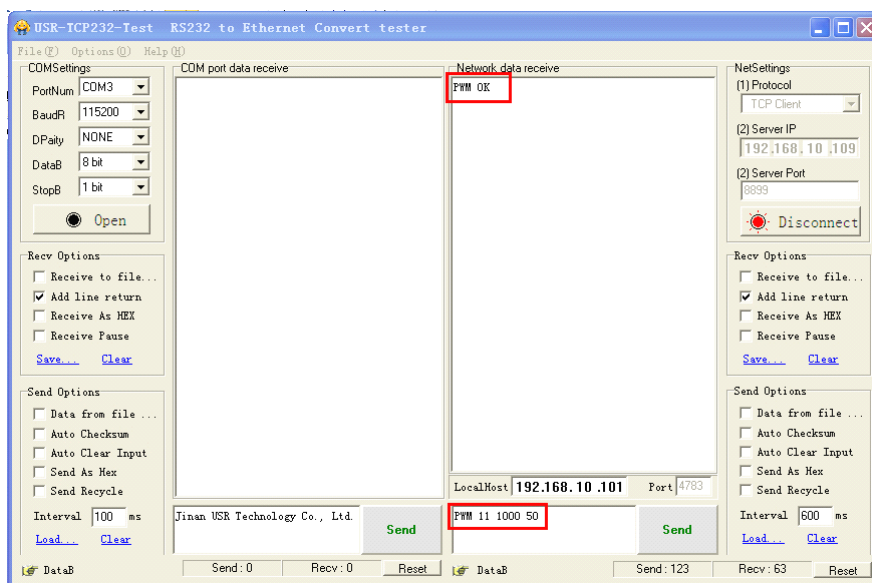 USR-TCP232-Test   RS232 to Ethernet Convert tester
File(F)  Options(O)  Help(H)
COMSettings
PortNum COM3
BaudR 115200
DPaity NONE
DataB 8 bit
StopB 1 bit
Open
Recv Options
Receive to file...
Add line return
Receive As HEX
Receive Pause
Save...  Clear
Send Options
Data from file ...
Auto Checksum
Auto Clear Input
Send As Hex
Send Recycle
Interval 100 ms
Load...  Clear
COM port data receive
Jinan USR Technology Co., Ltd.
Send
Network data receive
PWM OK
LocalHost 192.168.10.101  Port 4783
PWM 11 1000 50
Send
NetSettings
(1) Protocol
TCP Client
(2) Server IP
192.168.10.109
(2) Server Port
8899
Disconnect
Recv Options
Receive to file...
Add line return
Receive As HEX
Receive Pause
Save...  Clear
Send Options
Data from file ...
Auto Checksum
Auto Clear Input
Send As Hex
Send Recycle
Interval 600 ms
Load...  Clear
DataB  Send : 0  Recv : 0  Reset
DataB  Send : 123  Recv : 63  Reset